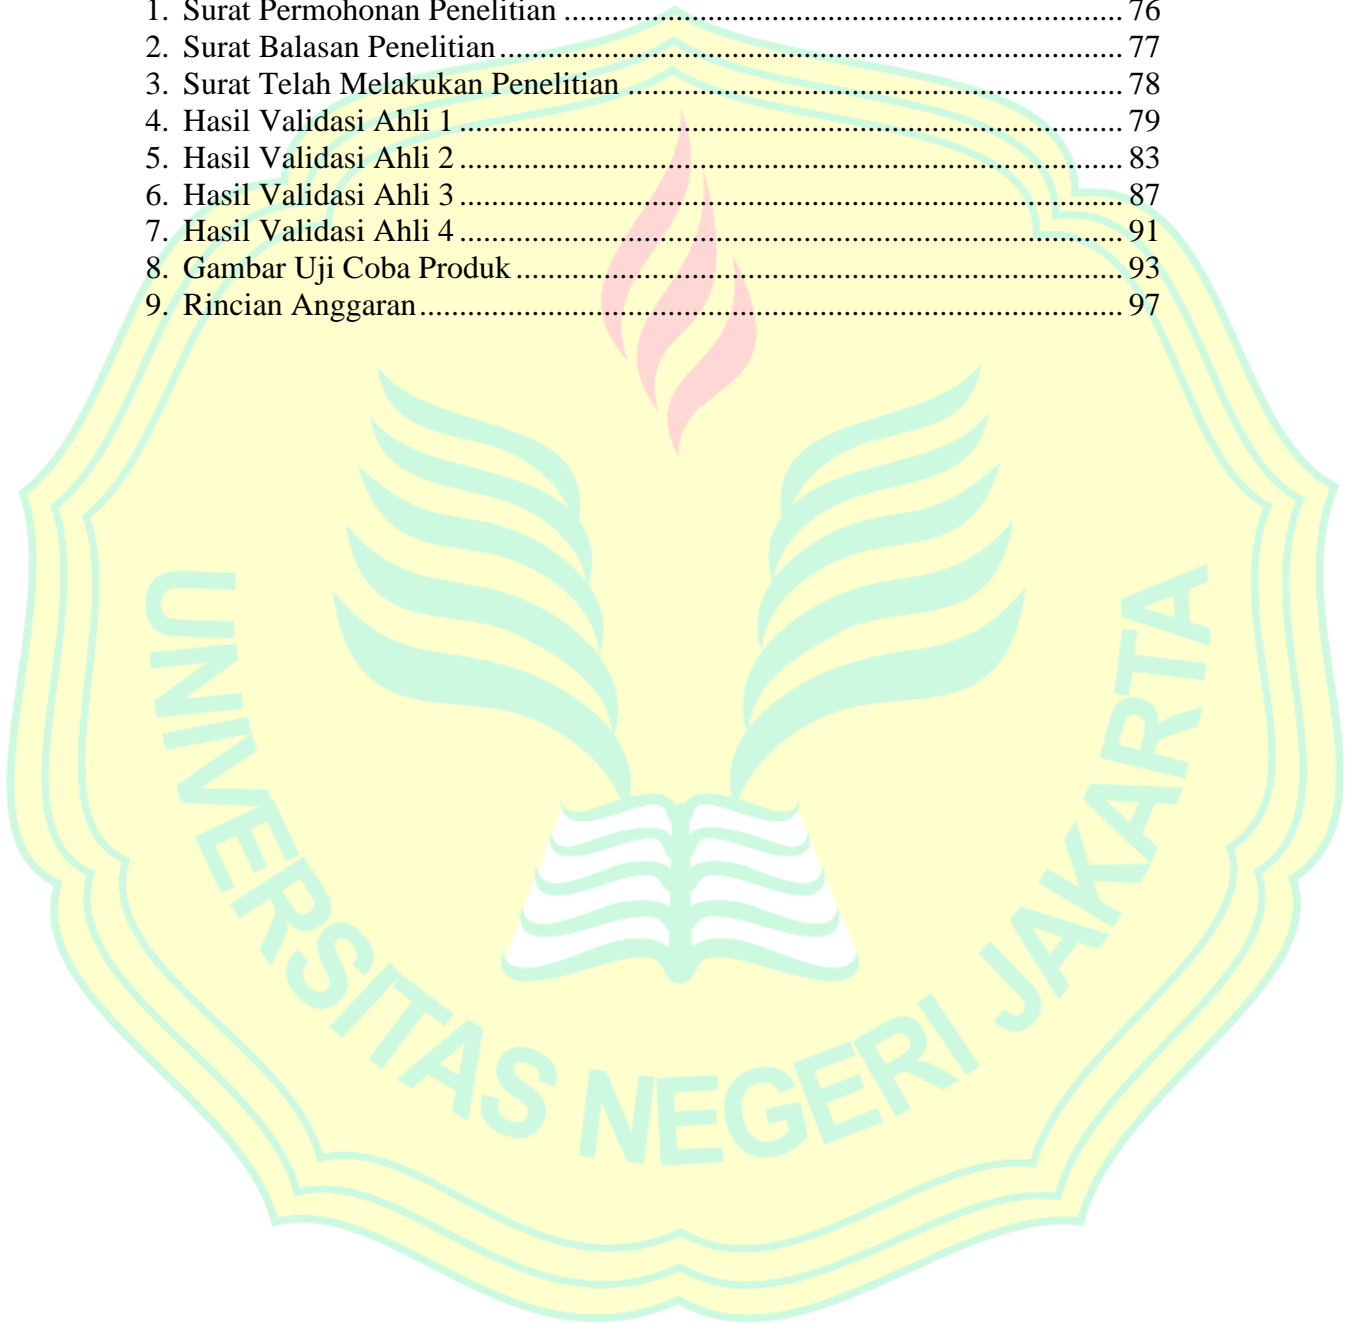 1. Surat Permohonan Penelitian ...................................................................... 76
2. Surat Balasan Penelitian .............................................................................. 77
3. Surat Telah Melakukan Penelitian .............................................................. 78
4. Hasil Validasi Ahli 1 ................................................................................... 79
5. Hasil Validasi Ahli 2 ................................................................................... 83
6. Hasil Validasi Ahli 3 ................................................................................... 87
7. Hasil Validasi Ahli 4 ................................................................................... 91
8. Gambar Uji Coba Produk ............................................................................ 93
9. Rincian Anggaran ........................................................................................ 97
UNIVERSITAS NEGERI JAKARTA